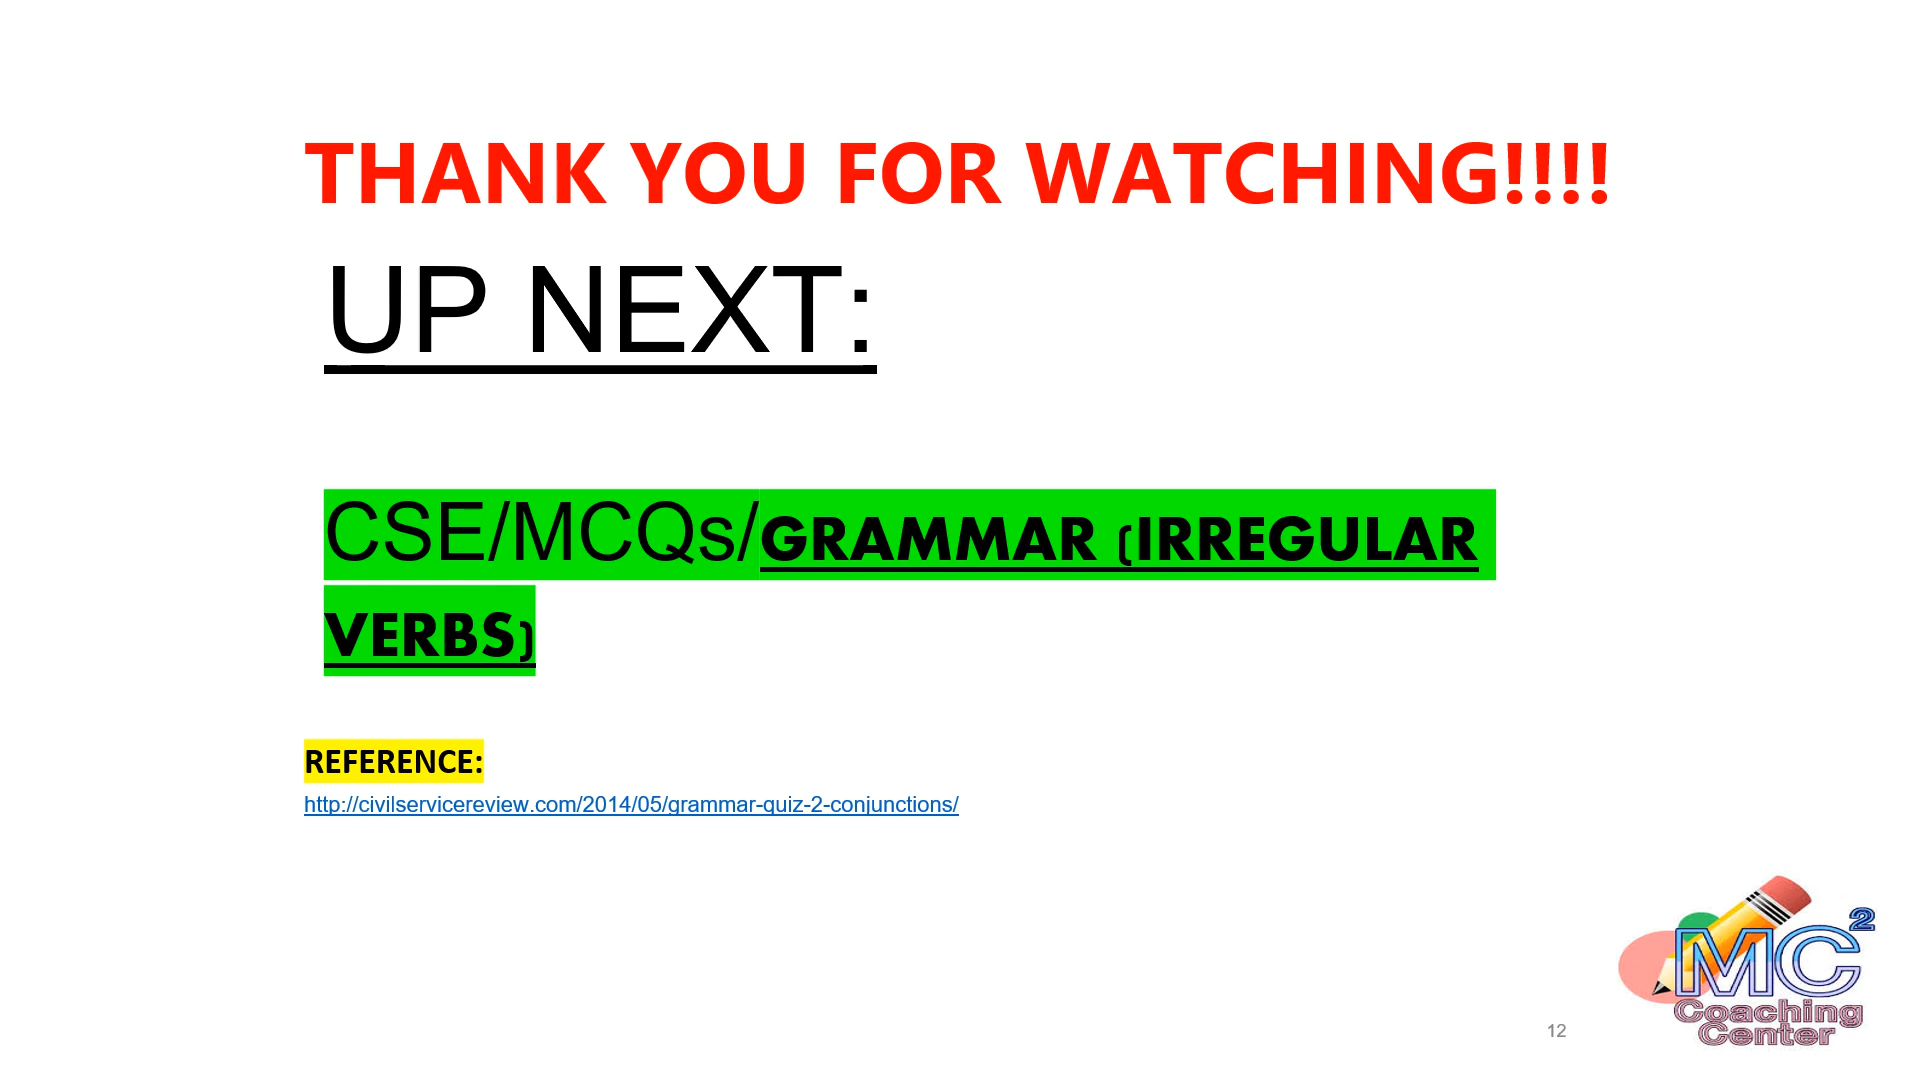 THANK YOU FOR WATCHING!!!!
UP NEXT:
CSE/MCQs/GRAMMAR (IRREGULAR
VERBS)
REFERENCE:
http://civilservicereview.com/2014/05/grammar-quiz-2-conjunctions/
12
MC²
Coaching
Center